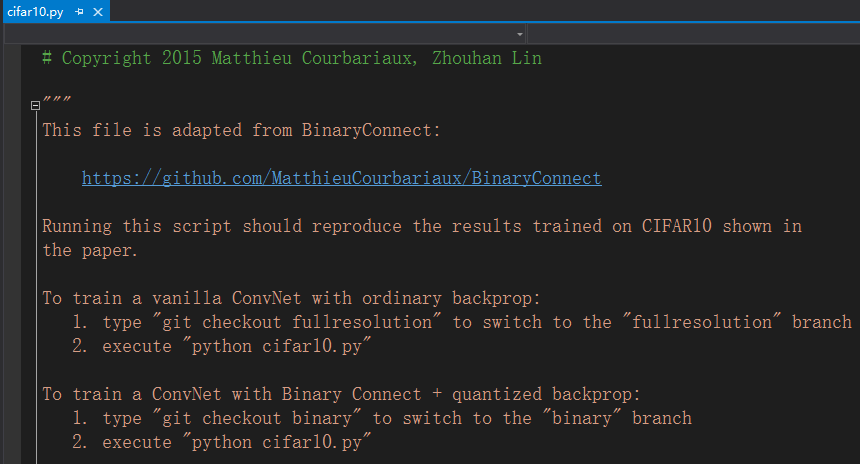 cifar10.py
# Copyright 2015 Matthieu Courbariaux, Zhouhan Lin
"""
This file is adapted from BinaryConnect:
https://github.com/MatthieuCourbariaux/BinaryConnect
Running this script should reproduce the results trained on CIFAR10 shown in
the paper.
To train a vanilla ConvNet with ordinary backprop:
1. type "git checkout fullresolution" to switch to the "fullresolution" branch
2. execute "python cifar10.py"
To train a ConvNet with Binary Connect + quantized backprop:
1. type "git checkout binary" to switch to the "binary" branch
2. execute "python cifar10.py"